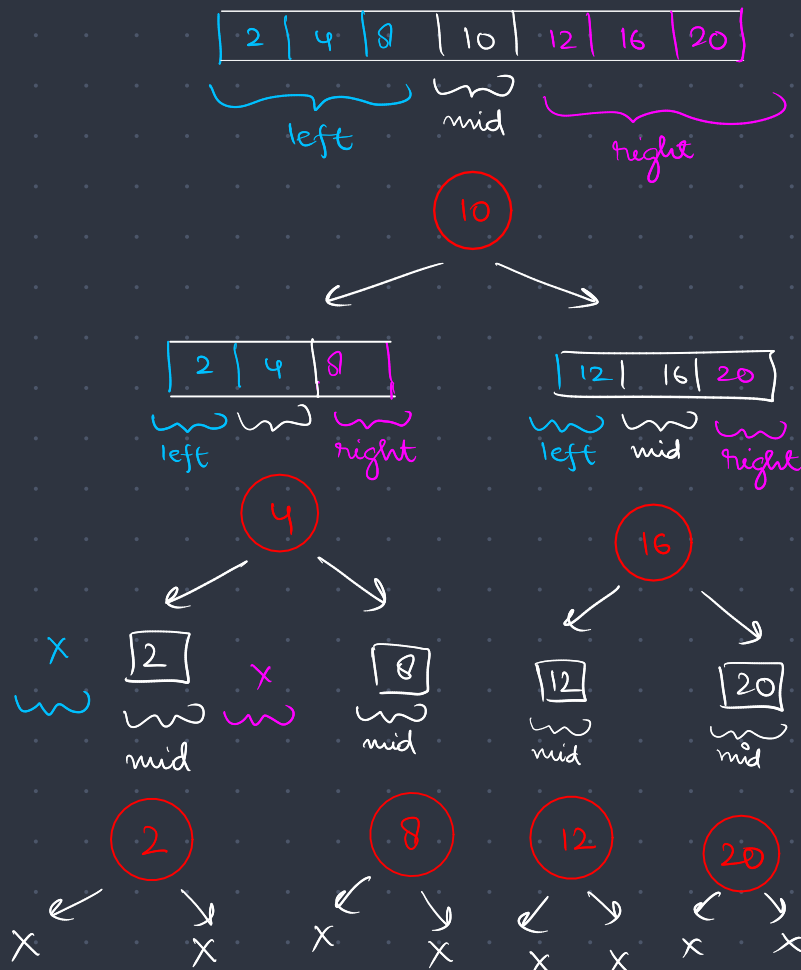 2 4 8 10 12 16 20
left mid right
10
2 4 8 12 16 20
left right left mid right
4 16
X 2 X 8 12 20
mid mid mid mid
2 8 12 20
X X X X X X X X